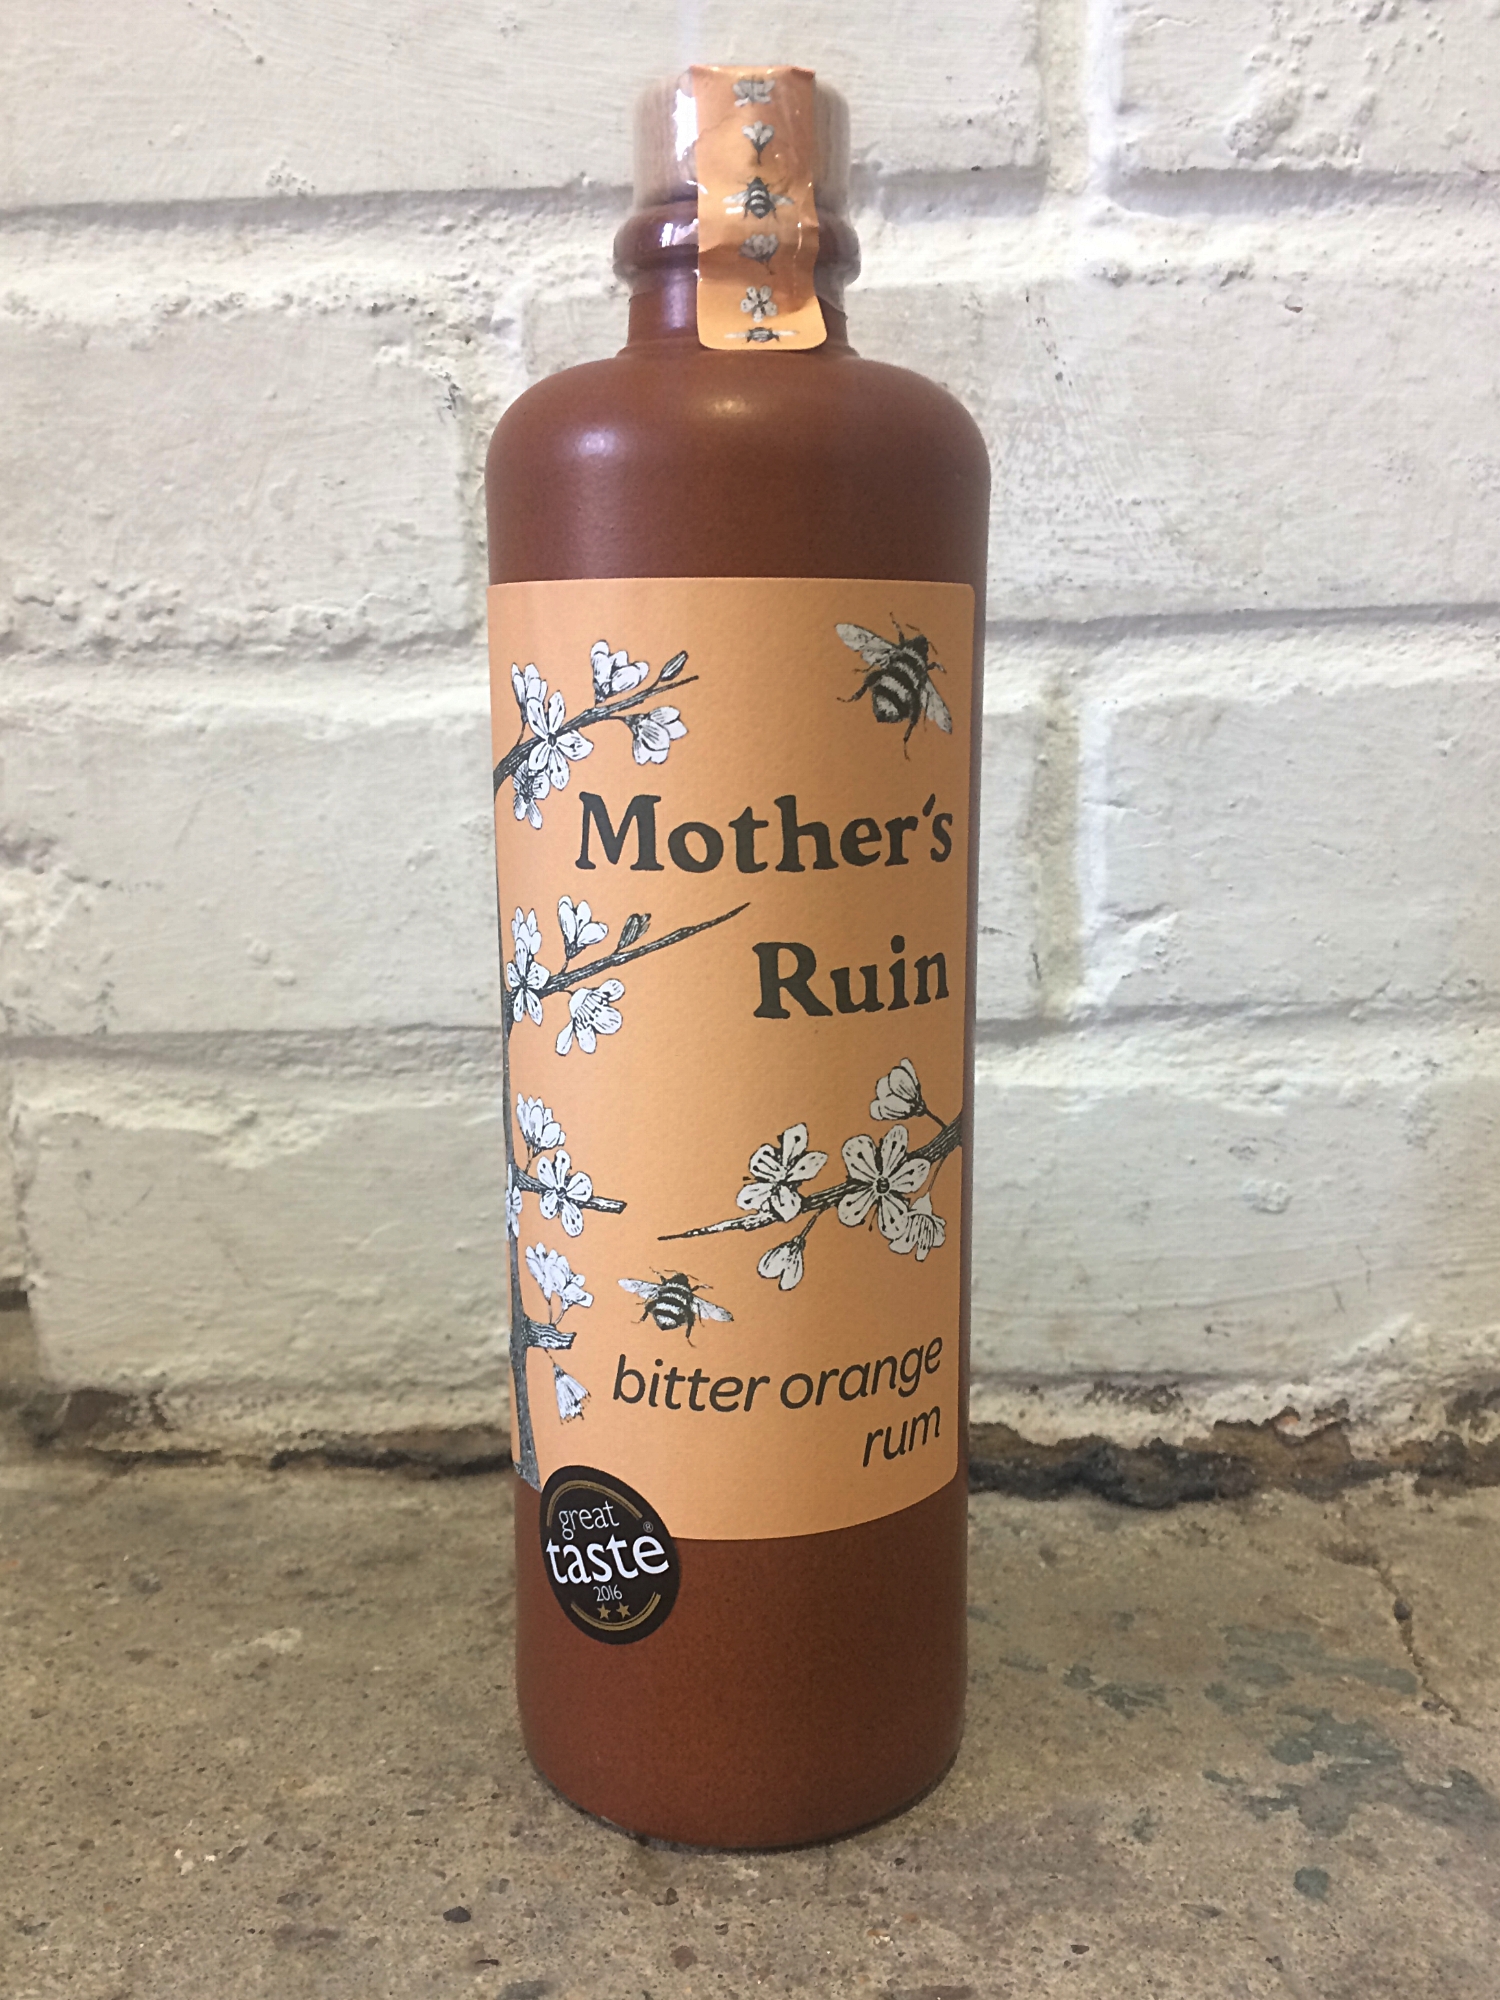 Mother's
Ruin
bitter orange
rum
great
taste®
2016